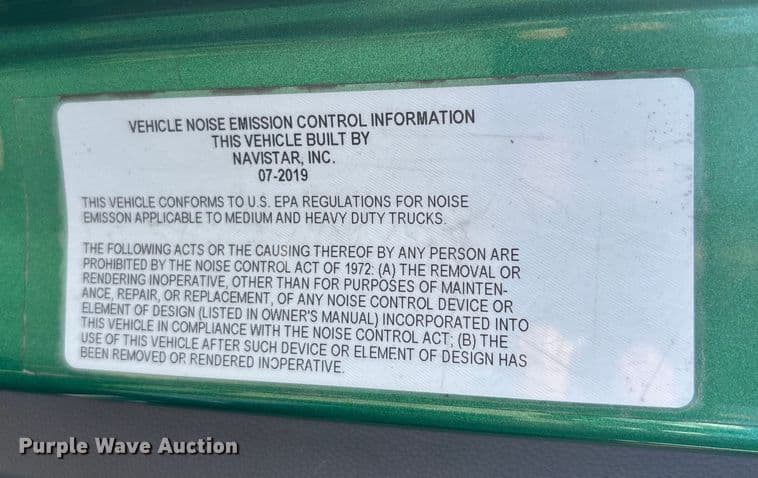 VEHICLE NOISE EMISSION CONTROL INFORMATION
THIS VEHICLE BUILT BY
NAVISTAR, INC.
07-2019
THIS VEHICLE CONFORMS TO U.S. EPA REGULATIONS FOR NOISE
EMISSON APPLICABLE TO MEDIUM AND HEAVY DUTY TRUCKS.
THE FOLLOWING ACTS OR THE CAUSING THEREOF BY ANY PERSON ARE
PROHIBITED BY THE NOISE CONTROL ACT OF 1972: (A) THE REMOVAL OR
RENDERING INOPERATIVE, OTHER THAN FOR PURPOSES OF MAINTEN-
ANCE, REPAIR, OR REPLACEMENT, OF ANY NOISE CONTROL DEVICE OR
ELEMENT OF DESIGN (LISTED IN OWNER'S MANUAL) INCORPORATED INTO
THIS VEHICLE IN COMPLIANCE WITH THE NOISE CONTROL ACT; (B) THE
USE OF THIS VEHICLE AFTER SUCH DEVICE OR ELEMENT OF DESIGN HAS
BEEN REMOVED OR RENDERED INOPERATIVE.
Purple Wave Auction